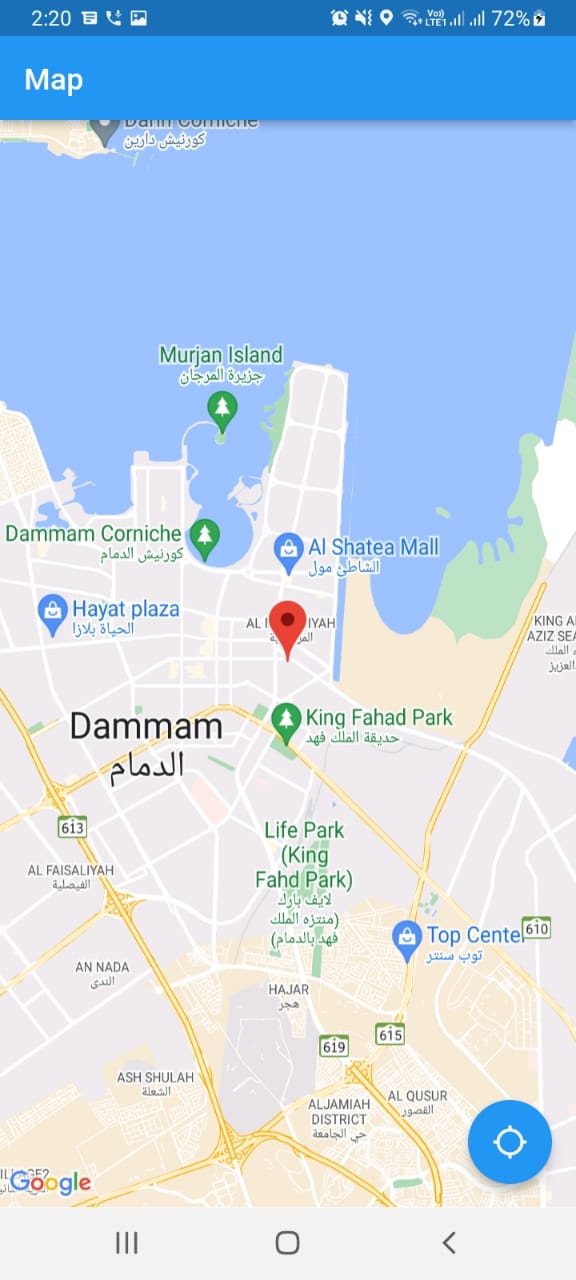 2:20
Vo))
LTE1
72%
Map
Darin Corniche
كورنيش دارين
Murjan Island
جزيرة المرجان
Dammam Corniche
كورنيش الدمام
Al Shatea Mall
الشاطئ مول
Hayat plaza
الحياة بلازا
AL
IYAH
KING A
AZIZ SEA
ء الملك
العزيز
King Fahad Park
حديقة الملك فهد
Dammam
الدمام
613
Life Park
(King
Fahd Park)
لايف بارك
(منتزه الملك
فهد بالدمام)
AL FAISALIYAH
الفيصلية
Top Center
توب سنتر
610
AN NADA
الندى
HAJAR
هجر
615
619
ASH SHULAH
الشعلة
AL QUSUR
القصور
ALJAMIAH
DISTRICT
حي الجامعة
Google